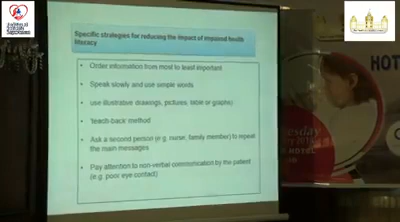 Specific strategies for reducing the impact of impaired health
literacy
• Order information from most to least important
• Speak slowly and use simple words
• use illustrative drawings, pictures, table or graphs)
• 'teach-back' method
• Ask a second person (e.g. nurse, family member) to repeat
the main messages
• Pay attention to non-verbal communication by the patient
(e.g. poor eye contact)
HOT
HOTEL